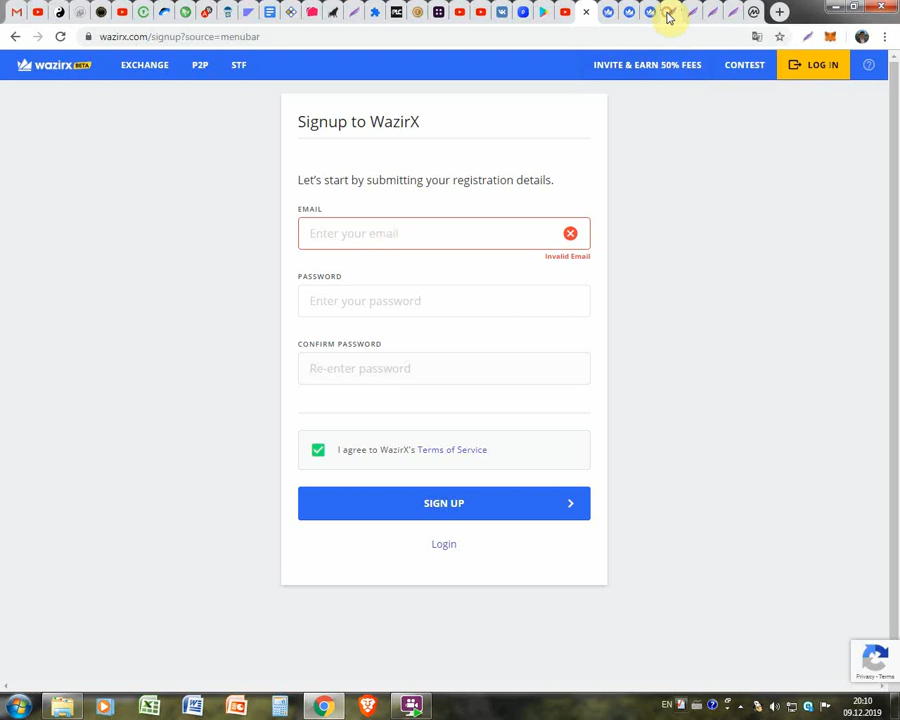 wazirx.com/signup?source=menubar
wazirx BETA EXCHANGE P2P STF INVITE & EARN 50% FEES CONTEST LOG IN
Signup to WazirX
Let's start by submitting your registration details.
EMAIL
Enter your email
Invalid Email
PASSWORD
Enter your password
CONFIRM PASSWORD
Re-enter password
I agree to WazirX's Terms of Service
SIGN UP
Login
Privacy - Terms
EN 20:10
09.12.2019